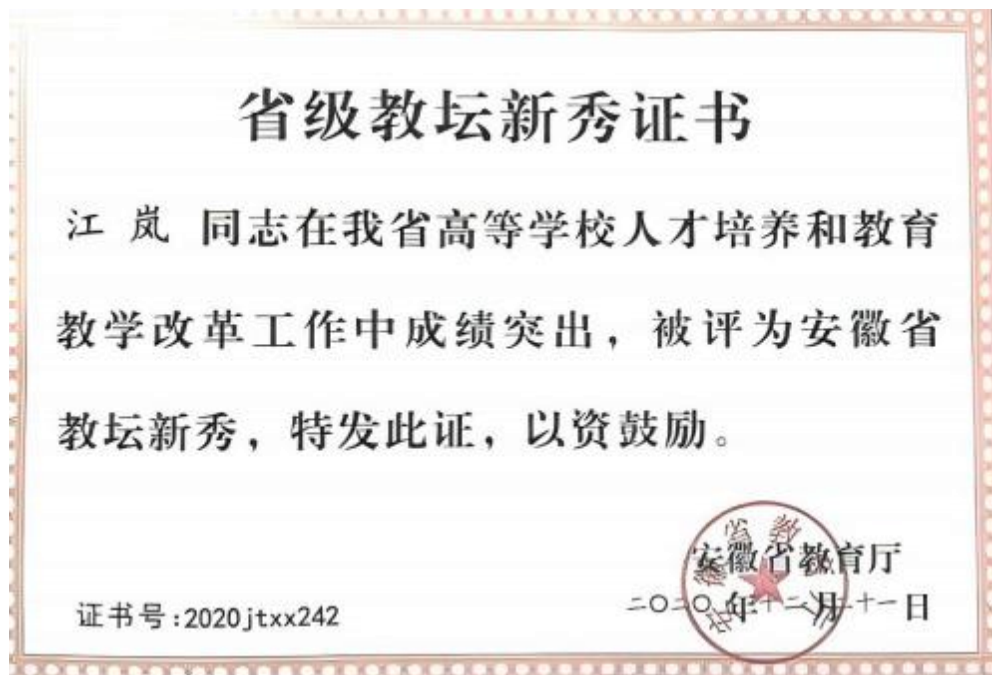 省级教坛新秀证书
江岚 同志在我省高等学校人才培养和教育
教学改革工作中成绩突出，被评为安徽省
教坛新秀，特发此证，以资鼓励。
安徽省教育厅
证书号:2020jtxx242
二〇二〇年十二月二十一日